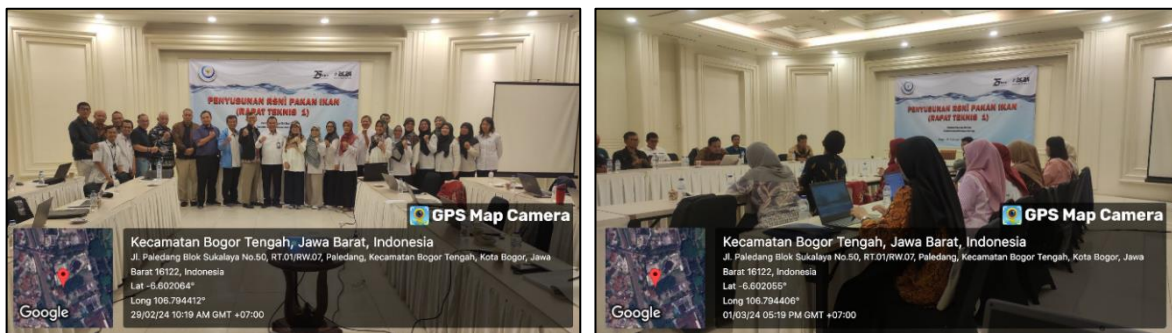 PENYUSUNAN RSNI PAKAN IKAN
(RAPAT TEKNIS 1)
GPS Map Camera
Google
Kecamatan Bogor Tengah, Jawa Barat, Indonesia
Jl. Paledang Blok Sukalaya No.50, RT.01/RW.07, Paledang, Kecamatan Bogor Tengah, Kota Bogor, Jawa
Barat 16122, Indonesia
Lat -6.602064°
Long 106.794412°
29/02/24 10:19 AM GMT +07:00
PENYUSUNAN RSNI PAKAN IKAN
(RAPAT TEKNIS 1)
GPS Map Camera
Google
Kecamatan Bogor Tengah, Jawa Barat, Indonesia
Jl. Paledang Blok Sukalaya No.50, RT.01/RW.07, Paledang, Kecamatan Bogor Tengah, Kota Bogor, Jawa
Barat 16122, Indonesia
Lat -6.602055°
Long 106.794406°
01/03/24 05:19 PM GMT +07:00